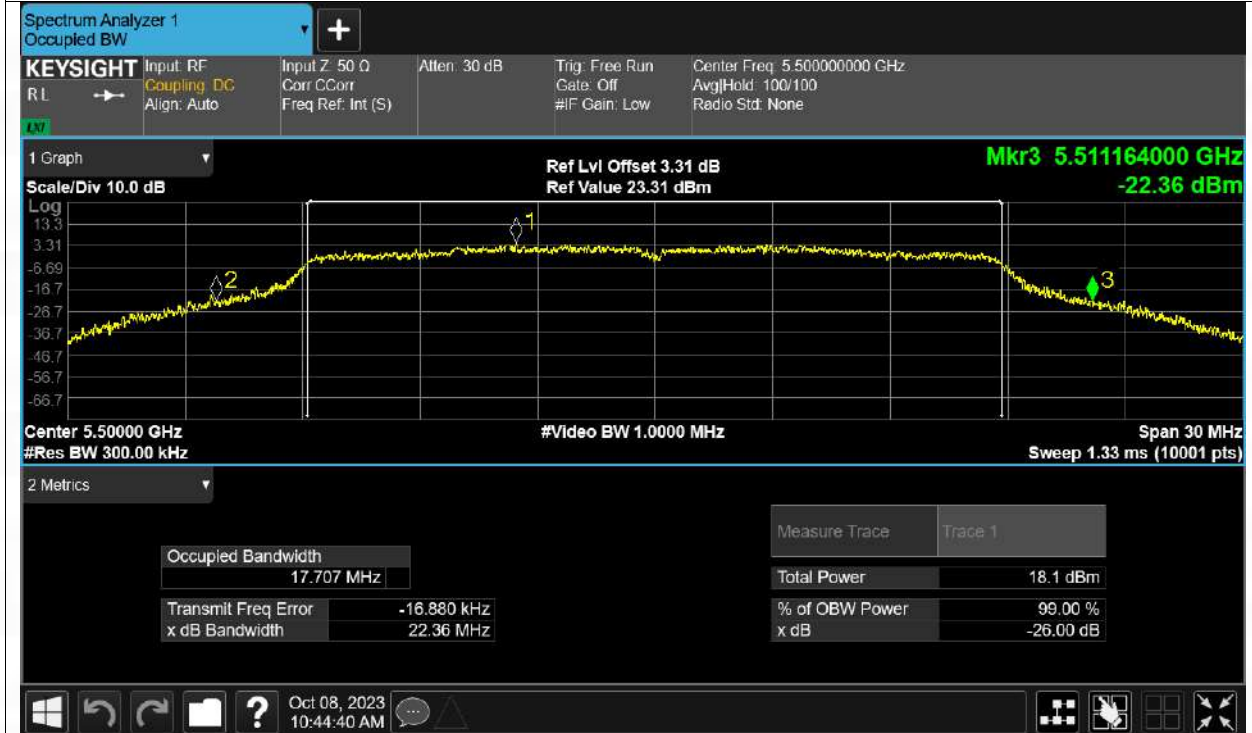 Spectrum Analyzer 1
Occupied BW
+
KEYSIGHT Input: RF Input Z: 50 Ω Atten: 30 dB Trig: Free Run Center Freq: 5.500000000 GHz
RL Coupling: DC Corr CCorr Gate: Off Avg|Hold: 100/100
Align: Auto Freq Ref: Int (S) #IF Gain: Low Radio Std: None
LXI
1 Graph Ref Lvl Offset 3.31 dB Mkr3 5.511164000 GHz
Scale/Div 10.0 dB Ref Value 23.31 dBm -22.36 dBm
Log
13.3
3.31
-6.69
-16.7
-26.7
-36.7
-46.7
-56.7
-66.7
1
2
3
Center 5.50000 GHz #Video BW 1.0000 MHz Span 30 MHz
#Res BW 300.00 kHz Sweep 1.33 ms (10001 pts)
2 Metrics
Measure Trace Trace 1
Occupied Bandwidth
17.707 MHz Total Power 18.1 dBm
Transmit Freq Error -16.880 kHz % of OBW Power 99.00 %
x dB Bandwidth 22.36 MHz x dB -26.00 dB
? Oct 08, 2023
10:44:40 AM